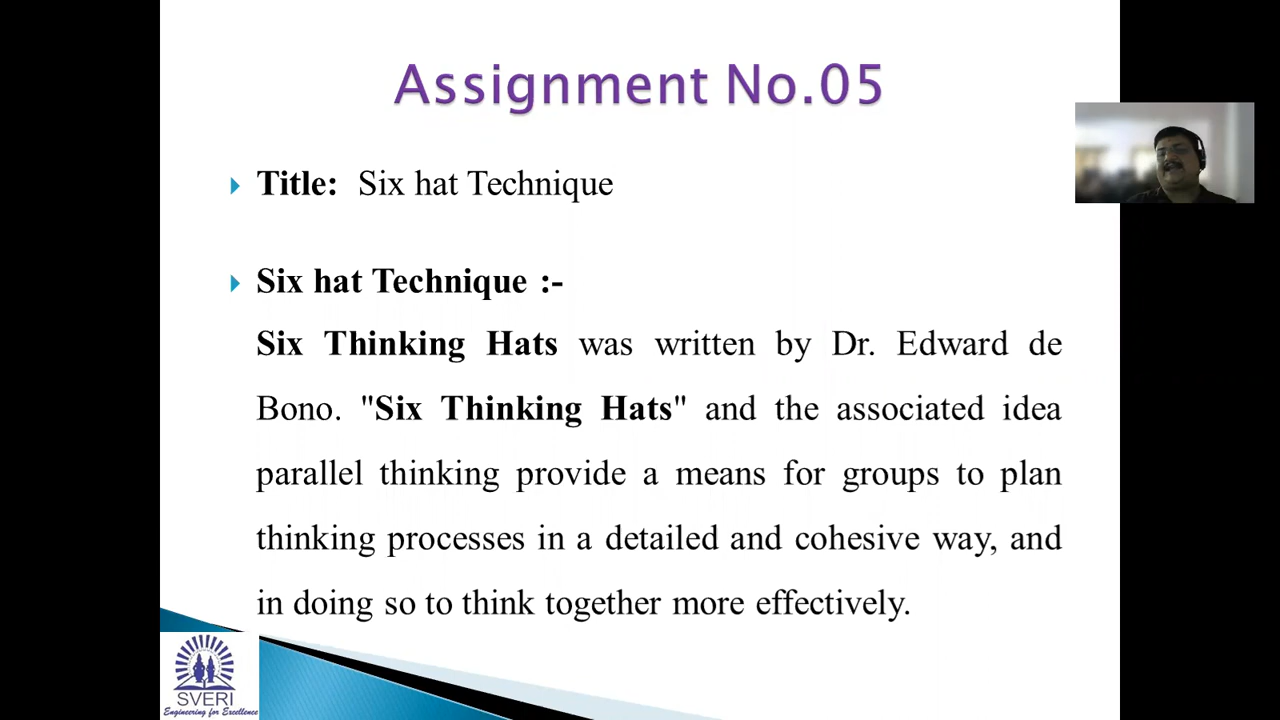 Assignment No.05
Title: Six hat Technique
Six hat Technique :-
Six Thinking Hats was written by Dr. Edward de
Bono. "Six Thinking Hats" and the associated idea
parallel thinking provide a means for groups to plan
thinking processes in a detailed and cohesive way, and
in doing so to think together more effectively.
SVERI
Engineering for Excellence